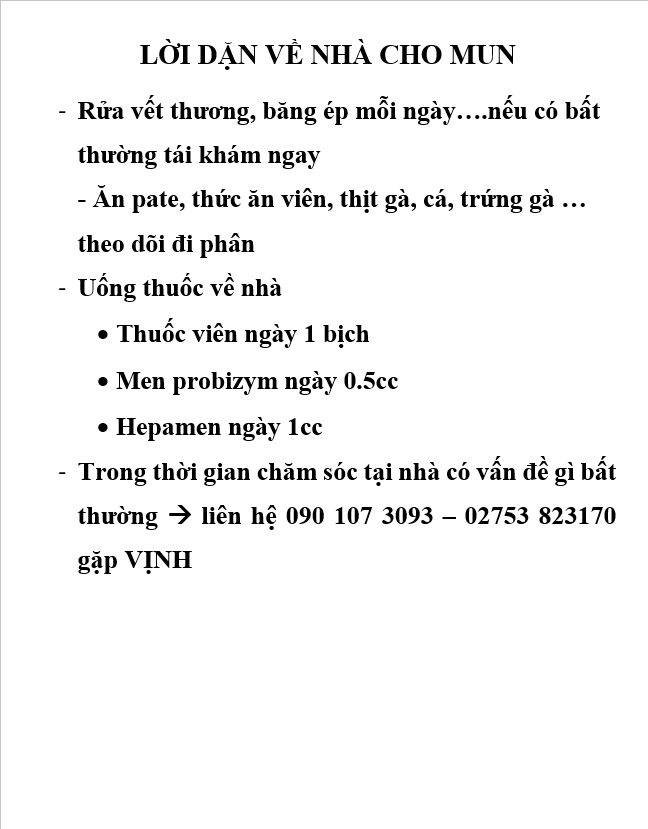 LỜI DẶN VỀ NHÀ CHO MUN
- Rửa vết thương, băng ép mỗi ngày….nếu có bất
thường tái khám ngay
- Ăn pate, thức ăn viên, thịt gà, cá, trứng gà …
theo dõi đi phân
- Uống thuốc về nhà
• Thuốc viên ngày 1 bịch
• Men probizym ngày 0.5cc
• Hepamen ngày 1cc
- Trong thời gian chăm sóc tại nhà có vấn đề gì bất
thường → liên hệ 090 107 3093 – 02753 823170
gặp VỊNH